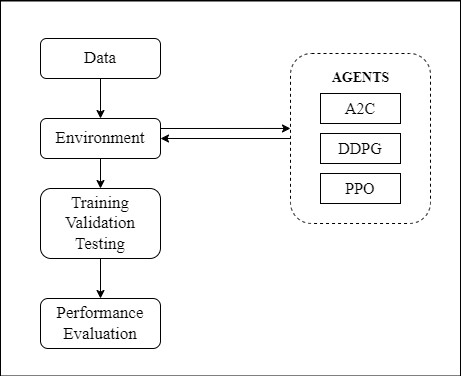 Data
Environment
Training
Validation
Testing
Performance
Evaluation
AGENTS
A2C
DDPG
PPO